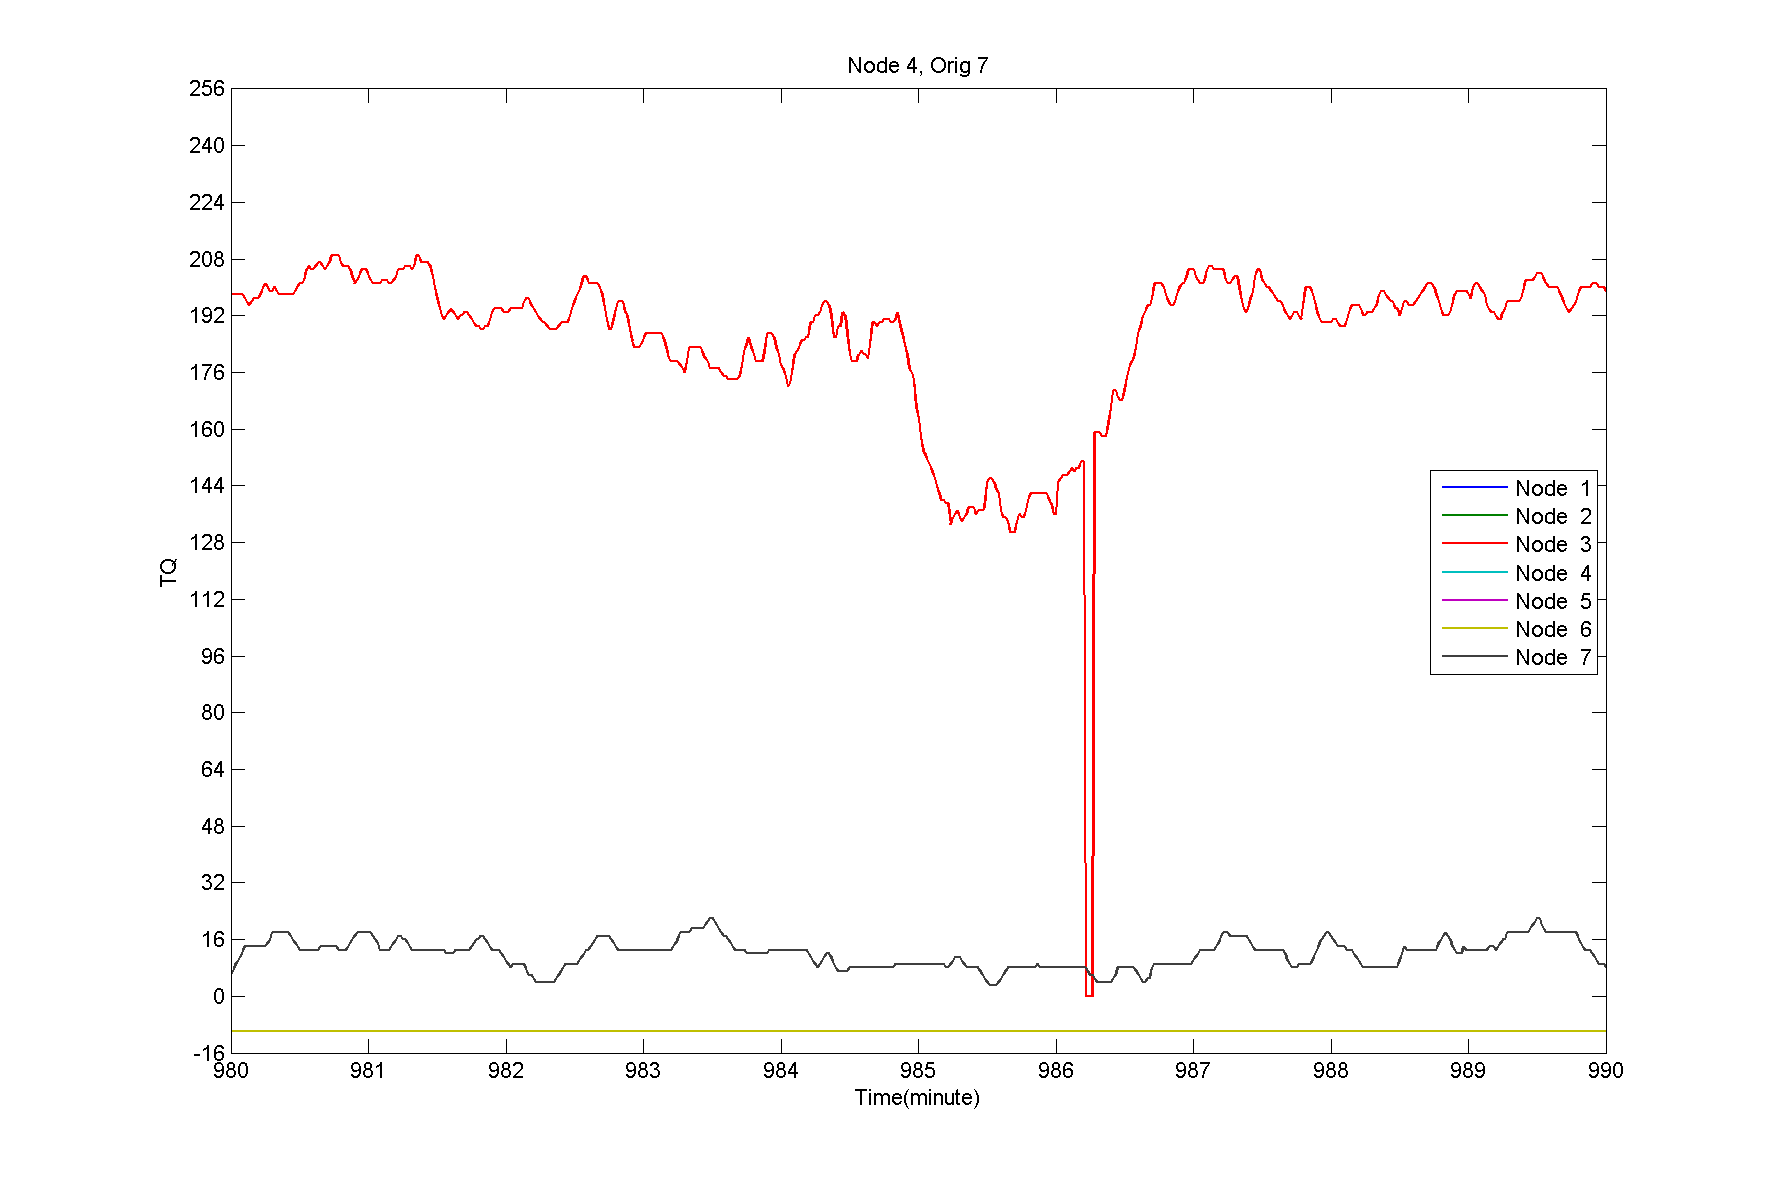 Node 4, Orig 7
256
240
224
208
192
176
160
144
128
112
96
80
64
48
32
16
0
-16
TQ
Node 1
Node 2
Node 3
Node 4
Node 5
Node 6
Node 7
980 981 982 983 984 985 986 987 988 989 990
Time(minute)